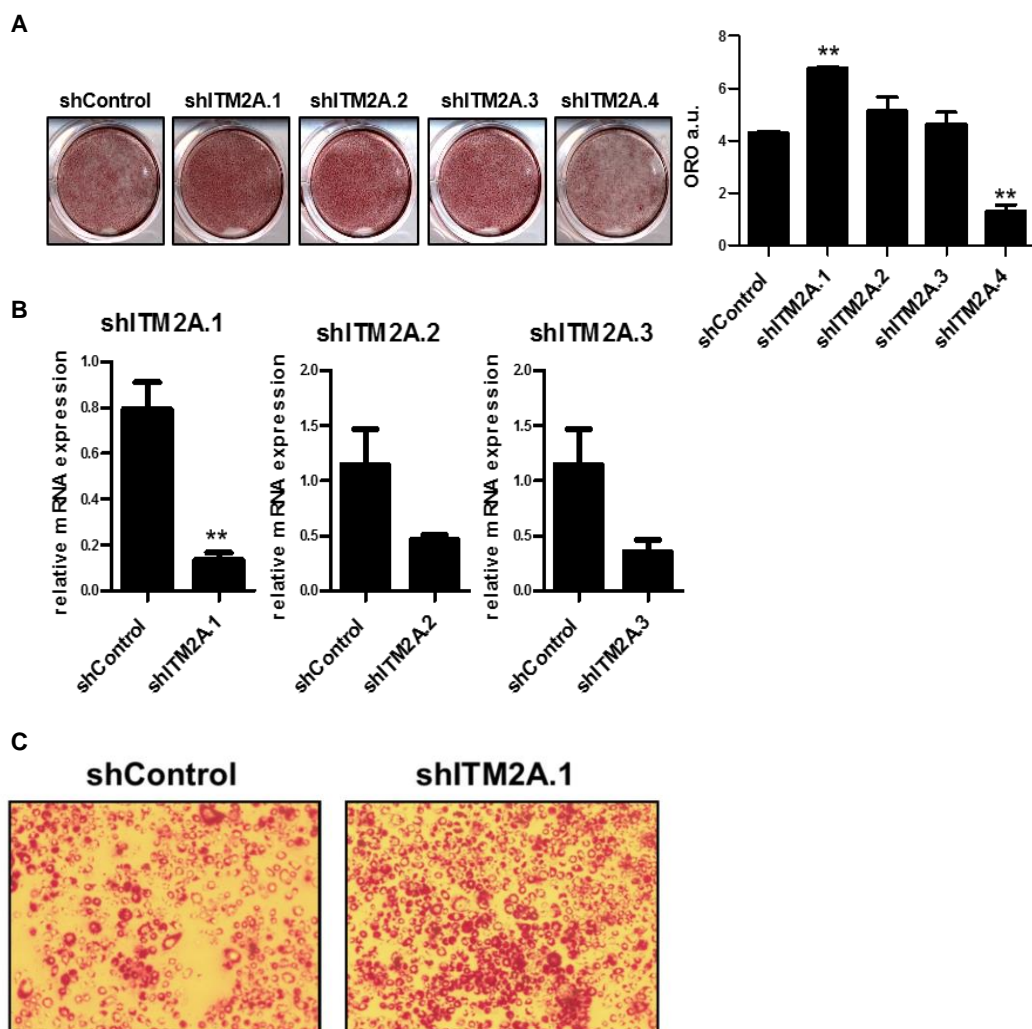 A
shControl shITM2A.1 shITM2A.2 shITM2A.3 shITM2A.4
ORO a.u.
8
6
4
2
0
**
**
shControl
shITM2A.1
shITM2A.2
shITM2A.3
shITM2A.4
B
shITM2A.1
relative mRNA expression
1.0
0.8
0.6
0.4
0.2
0.0
**
shControl
shITM2A.1
shITM2A.2
relative mRNA expression
2.0
1.5
1.0
0.5
0.0
shControl
shITM2A.2
shITM2A.3
relative mRNA expression
2.0
1.5
1.0
0.5
0.0
shControl
shITM2A.3
C
shControl shITM2A.1